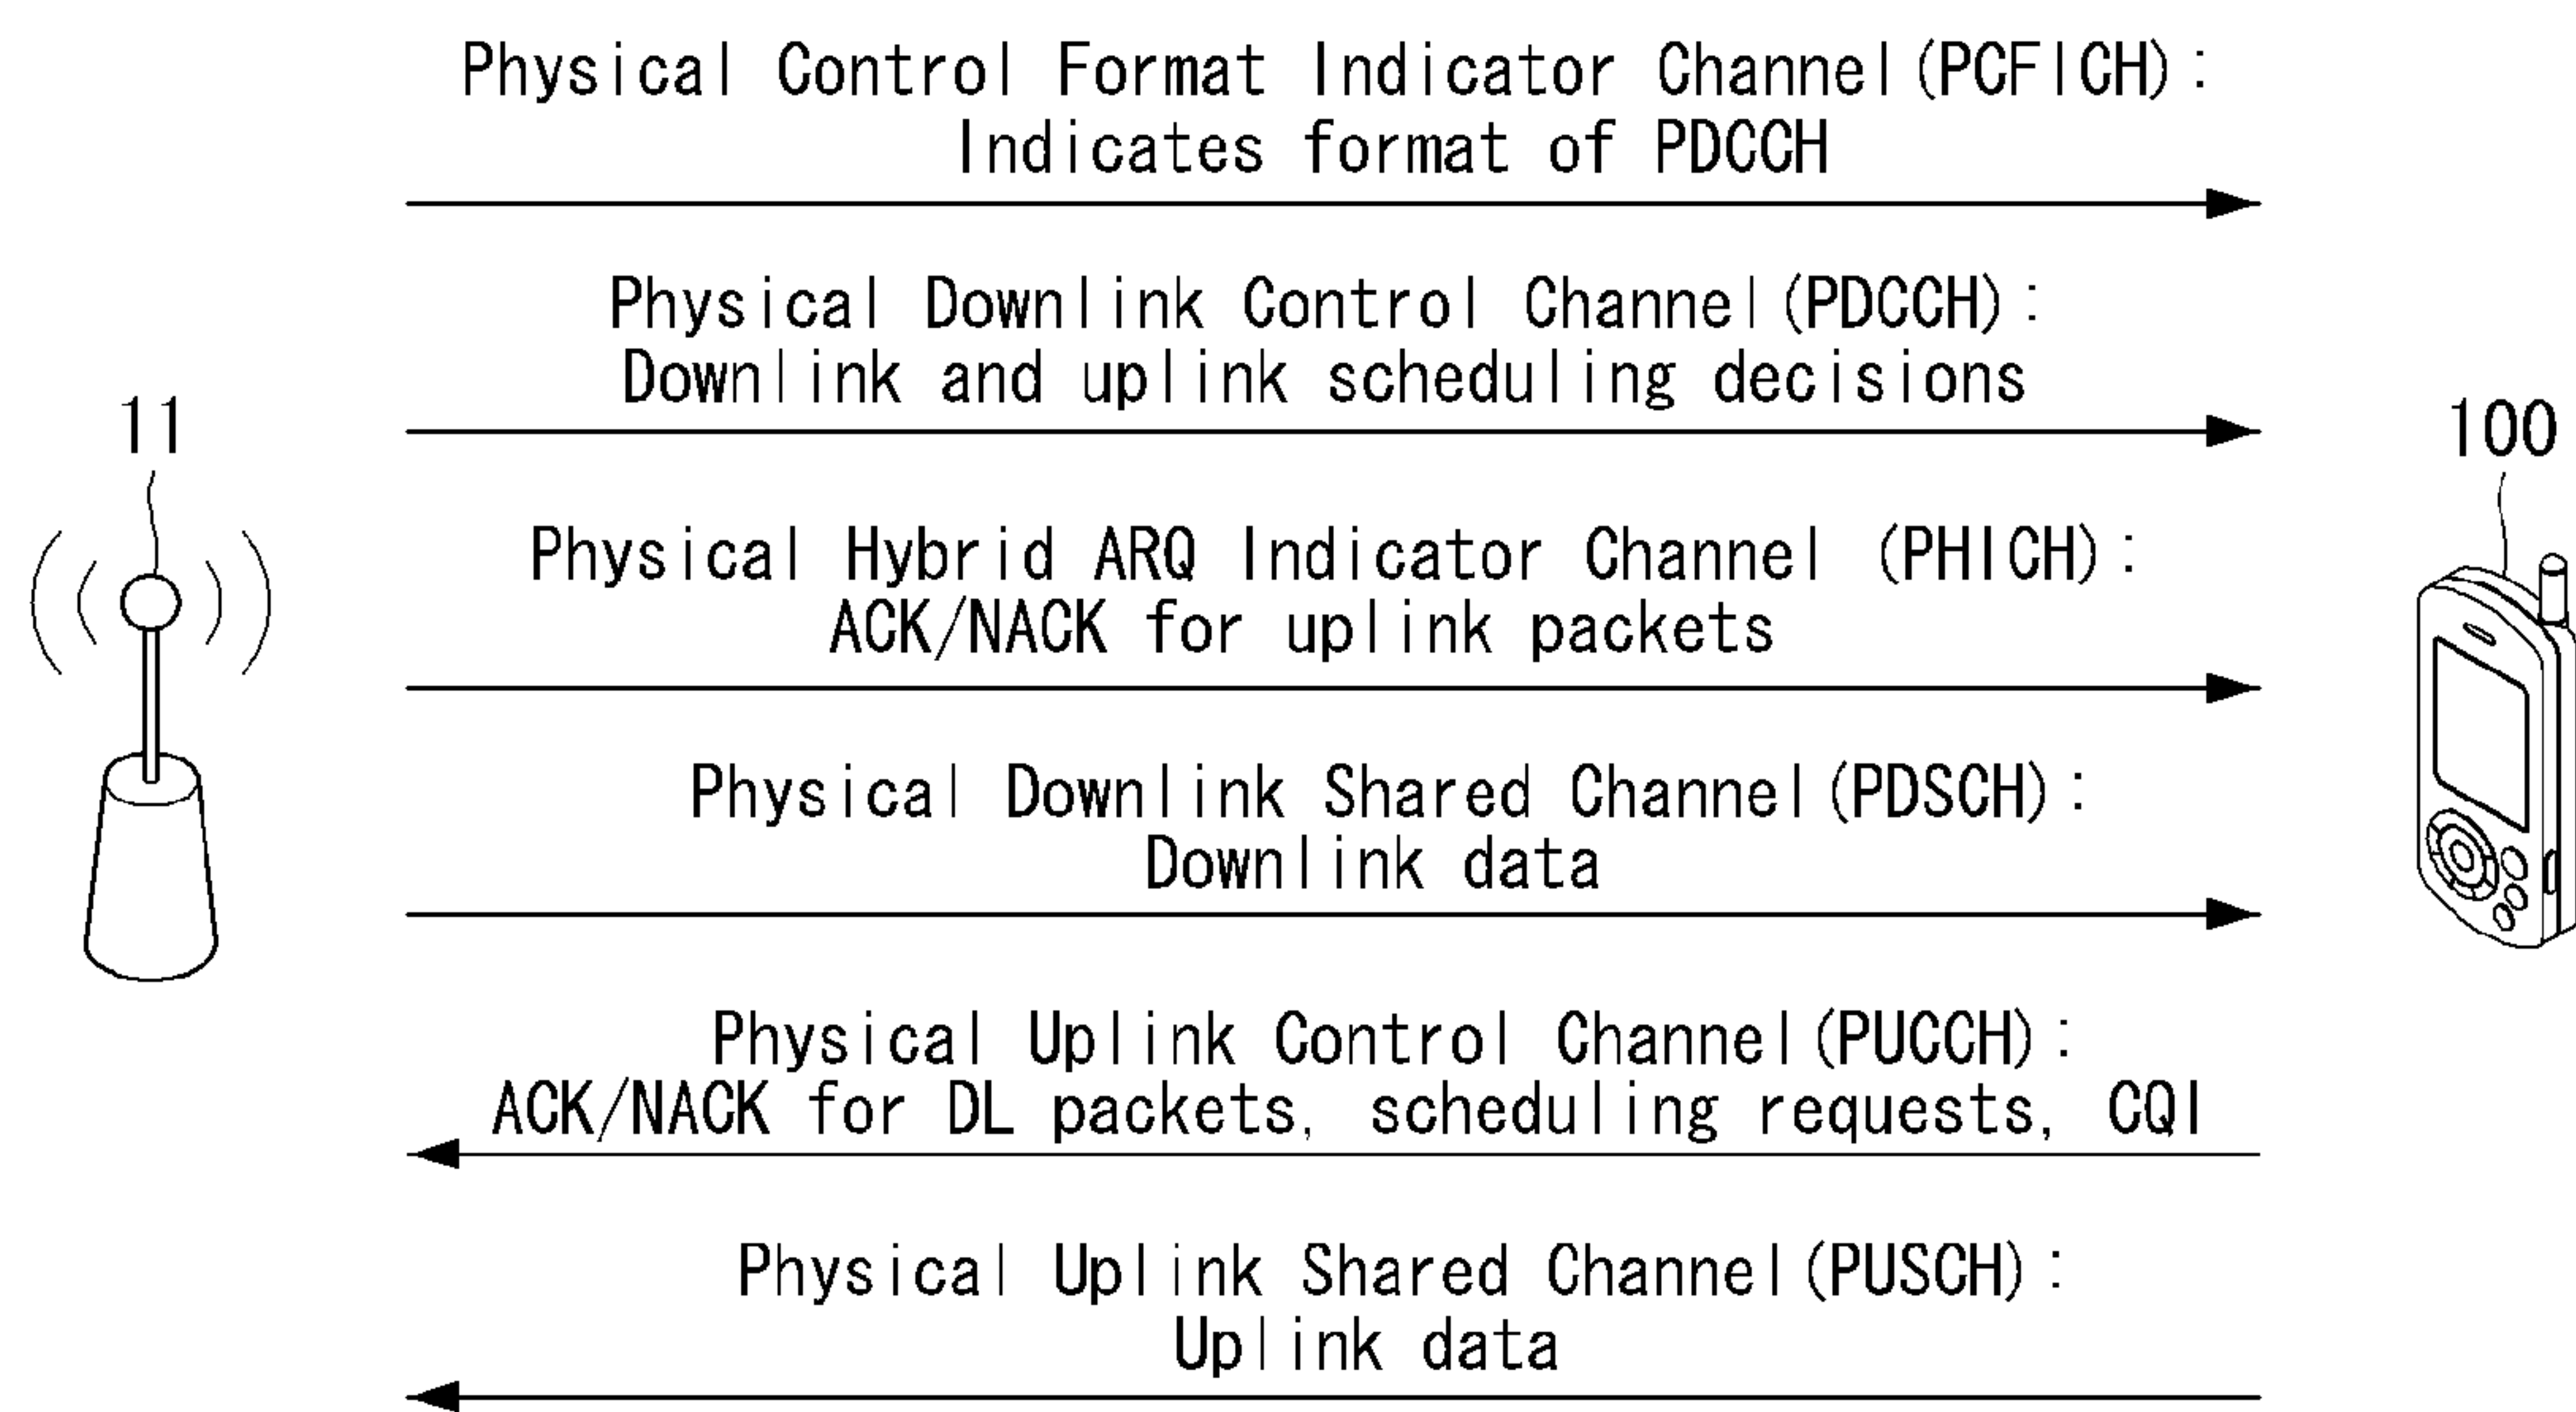 Physical Control Format Indicator Channel(PCFICH):
Indicates format of PDCCH
Physical Downlink Control Channel(PDCCH):
Downlink and uplink scheduling decisions
11
100
Physical Hybrid ARQ Indicator Channel (PHICH):
ACK/NACK for uplink packets
Physical Downlink Shared Channel(PDSCH):
Downlink data
Physical Uplink Control Channel(PUCCH):
ACK/NACK for DL packets, scheduling requests, CQI
Physical Uplink Shared Channel(PUSCH):
Uplink data